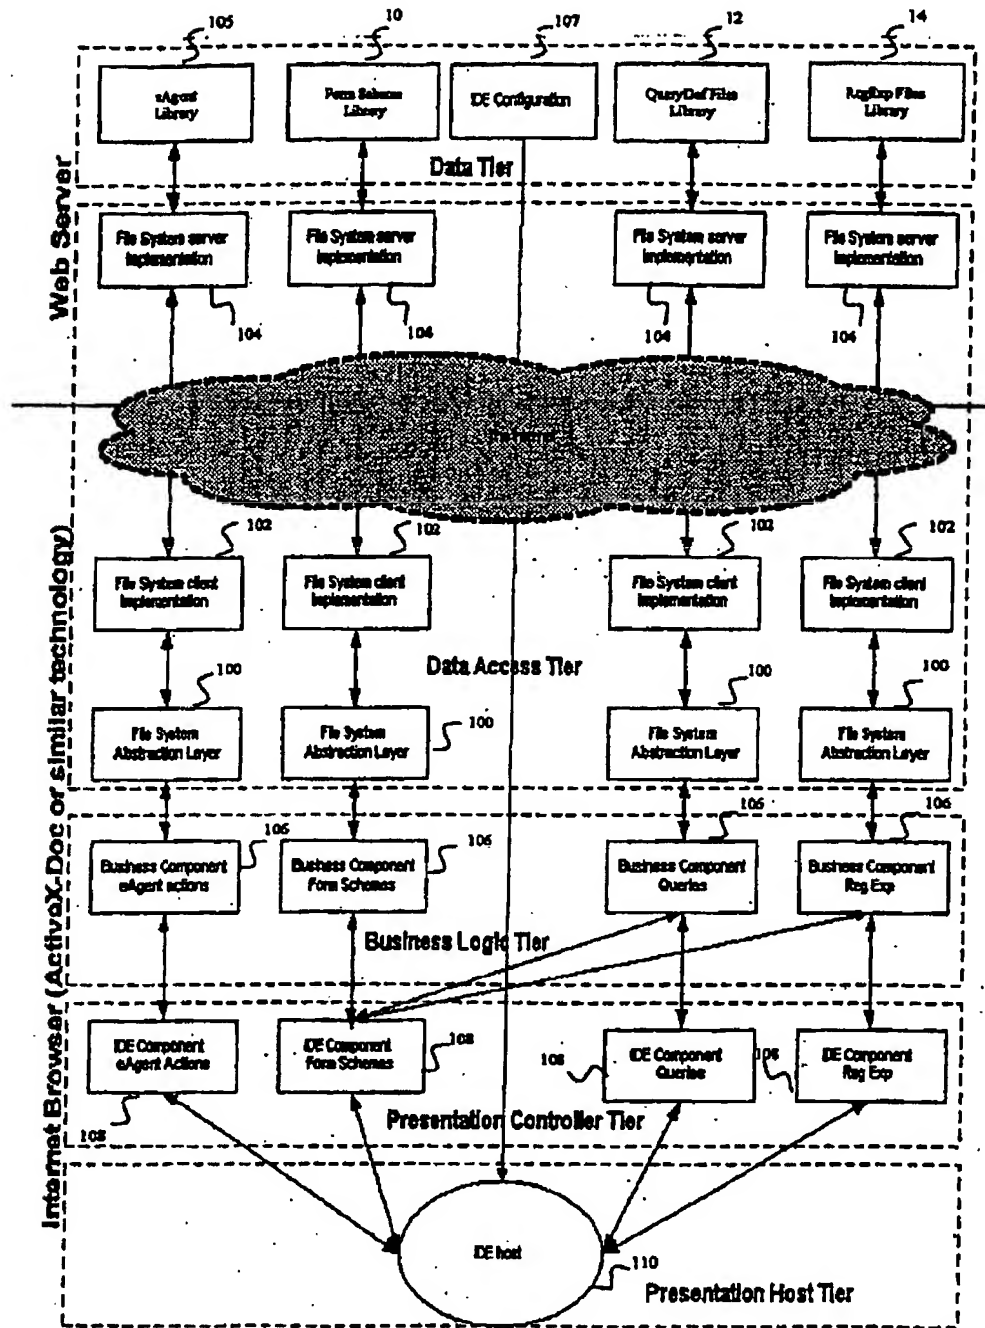 105
10
107
12
14
eAgent
Library
Form Scheme
Library
IDE Configuration
QueryDef Files
Library
RegExp Files
Library
Data Tier
Web Server
File System server
Implementation
File System server
Implementation
File System server
Implementation
File System server
Implementation
104
104
104
104
102
102
102
102
File System client
Implementation
File System client
Implementation
File System client
Implementation
File System client
Implementation
Data Access Tier
100
100
100
100
File System
Abstraction Layer
File System
Abstraction Layer
File System
Abstraction Layer
File System
Abstraction Layer
Internet Browser (ActiveX Doc or similar technology)
106
106
106
106
Business Component
eAgent actions
Business Component
Form Schemes
Business Component
Queries
Business Component
Reg Exp
Business Logic Tier
IDE Component
eAgent Actions
IDE Component
Form Schemes
IDE Component
Queries
IDE Component
Reg Exp
108
108
108
108
Presentation Controller Tier
IDE host
110
Presentation Host Tier